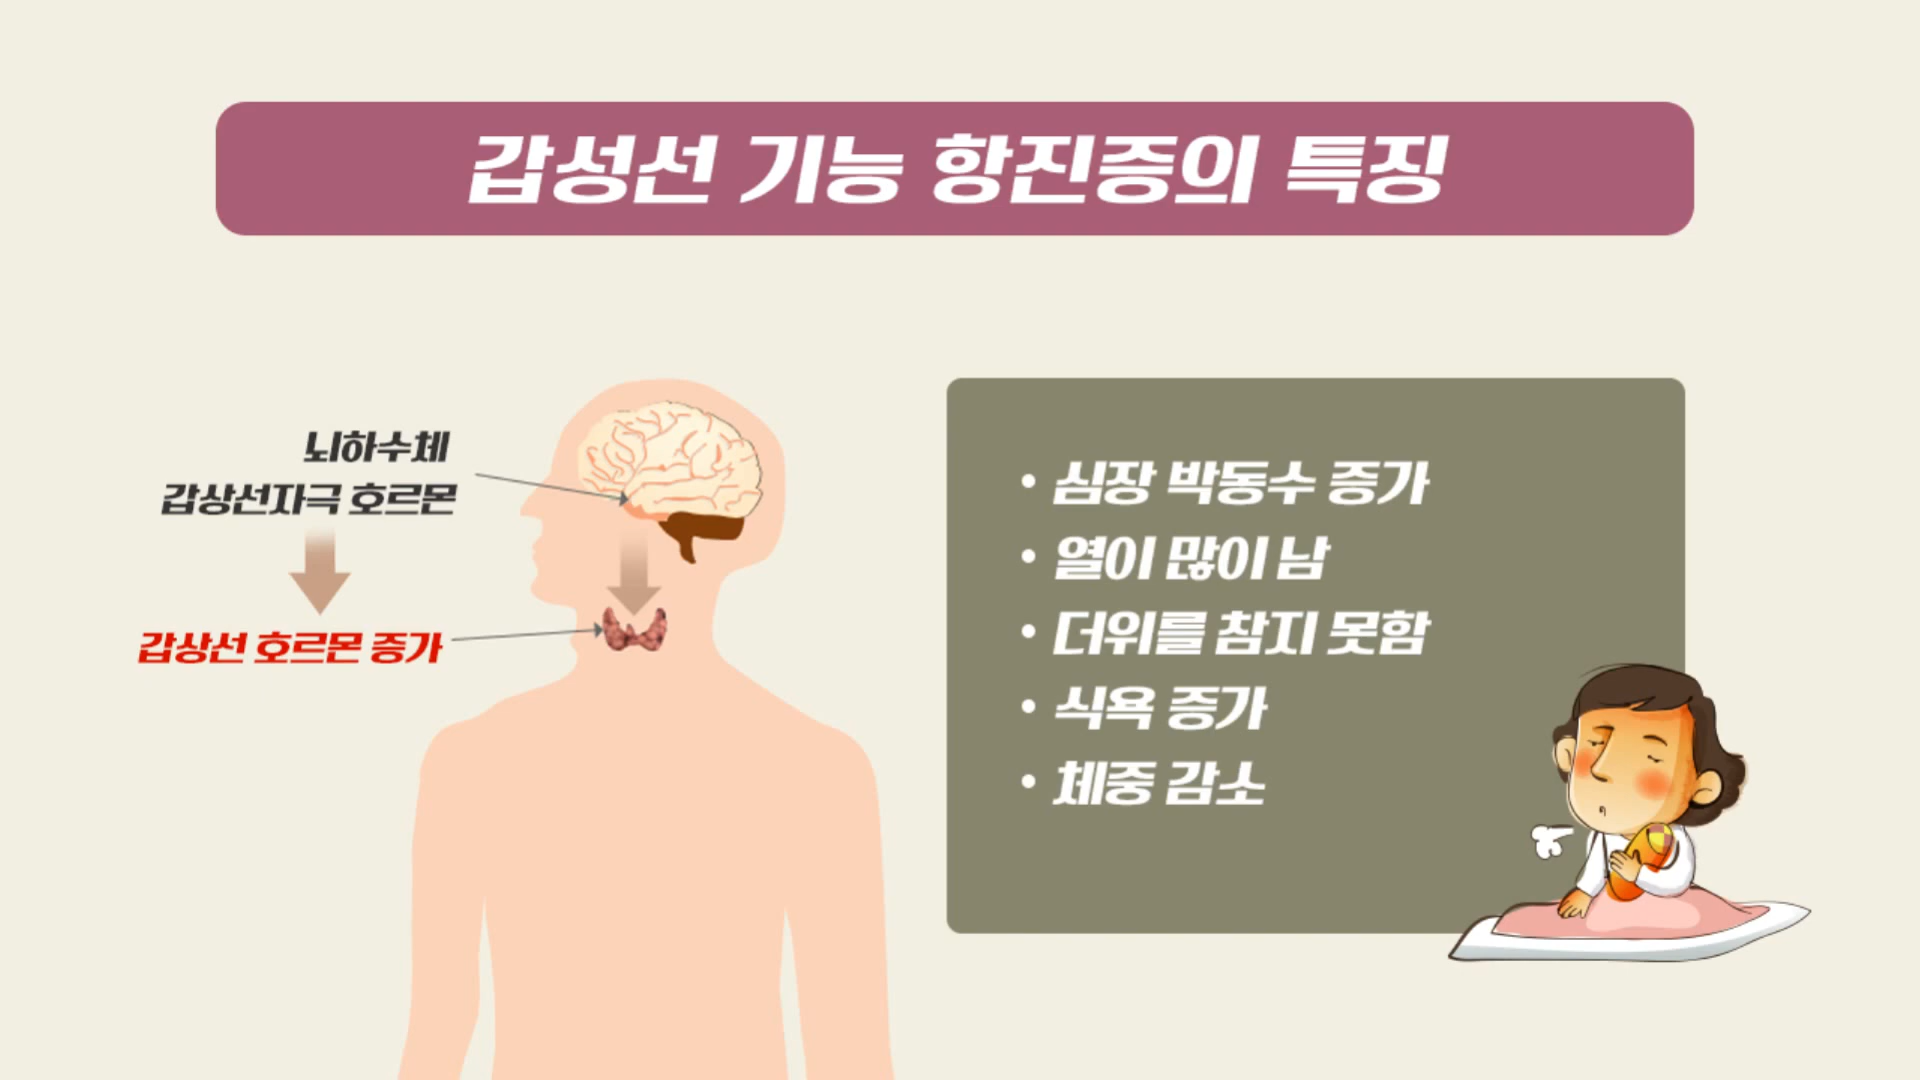 갑성선 기능 항진증의 특징
뇌하수체
갑상선자극 호르몬
갑상선 호르몬 증가
• 심장 박동수 증가
• 열이 많이 남
• 더위를 참지 못함
• 식욕 증가
• 체중 감소